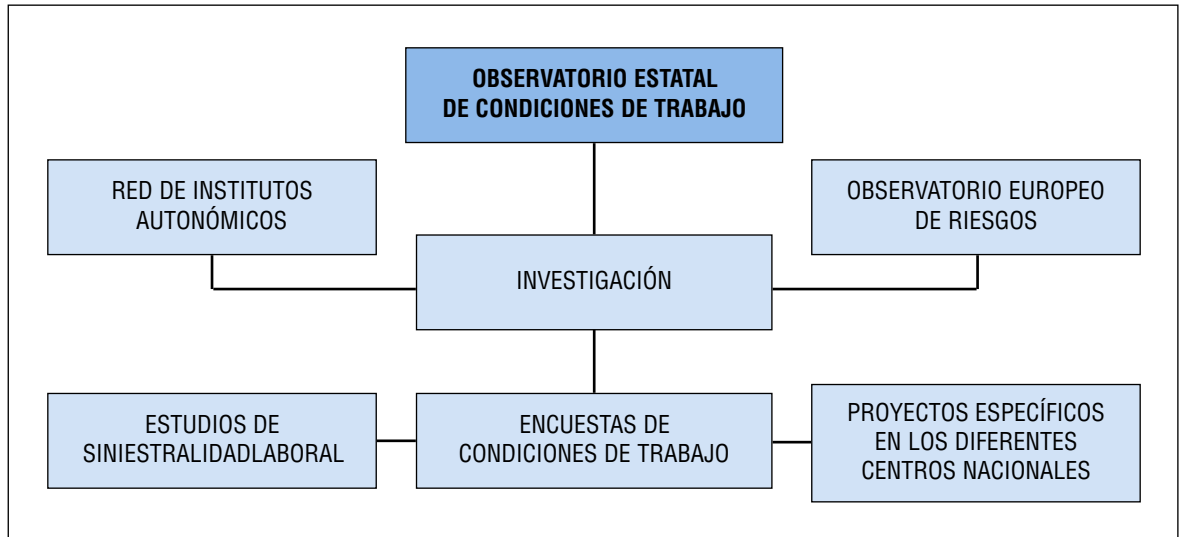 OBSERVATORIO ESTATAL
DE CONDICIONES DE TRABAJO
RED DE INSTITUTOS
AUTONÓMICOS
OBSERVATORIO EUROPEO
DE RIESGOS
INVESTIGACIÓN
ESTUDIOS DE
SINIESTRALIDADLABORAL
ENCUESTAS DE
CONDICIONES DE TRABAJO
PROYECTOS ESPECÍFICOS
EN LOS DIFERENTES
CENTROS NACIONALES